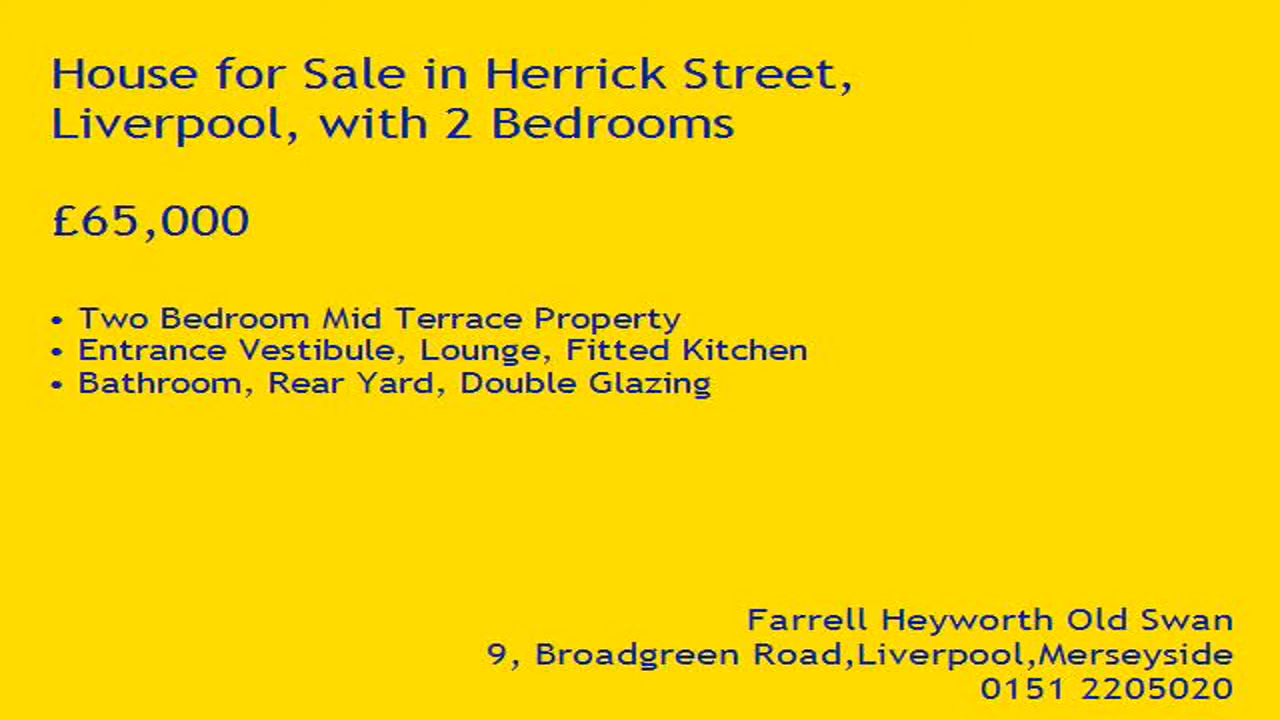 House for Sale in Herrick Street,
Liverpool, with 2 Bedrooms
£65,000
• Two Bedroom Mid Terrace Property
• Entrance Vestibule, Lounge, Fitted Kitchen
• Bathroom, Rear Yard, Double Glazing
Farrell Heyworth Old Swan
9, Broadgreen Road,Liverpool,Merseyside
0151 2205020